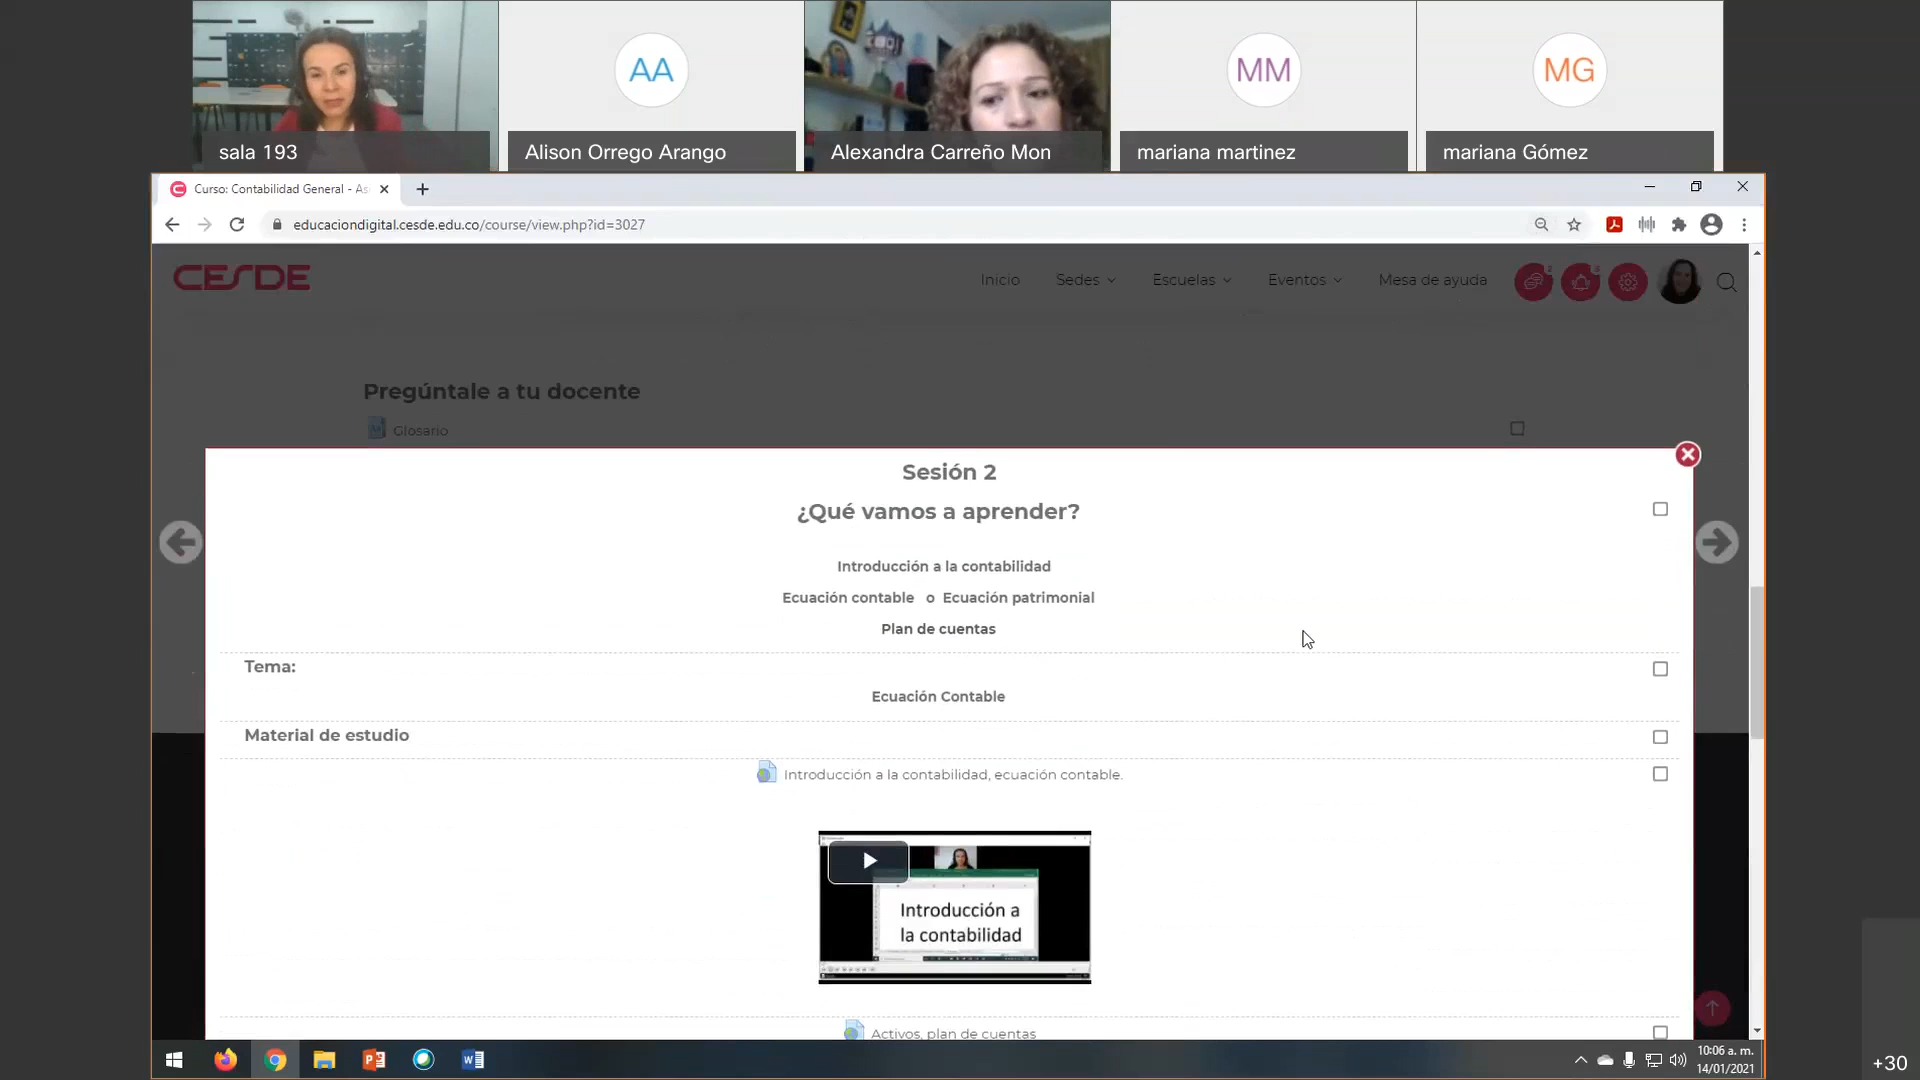 AA
MM
MG
sala 193
Alison Orrego Arango
Alexandra Carreño Mon
mariana martinez
mariana Gómez
Curso: Contabilidad General - As
educaciondigital.cesde.edu.co/course/view.php?id=3027
CESDE
Inicio
Sedes
Escuelas
Eventos
Mesa de ayuda
Pregúntale a tu docente
Glosario
Sesión 2
¿Qué vamos a aprender?
Introducción a la contabilidad
Ecuación contable o Ecuación patrimonial
Plan de cuentas
Tema:
Ecuación Contable
Material de estudio
Introducción a la contabilidad, ecuación contable.
Introducción a
la contabilidad
Activos, plan de cuentas
10:06 a. m.
14/01/2021
+30